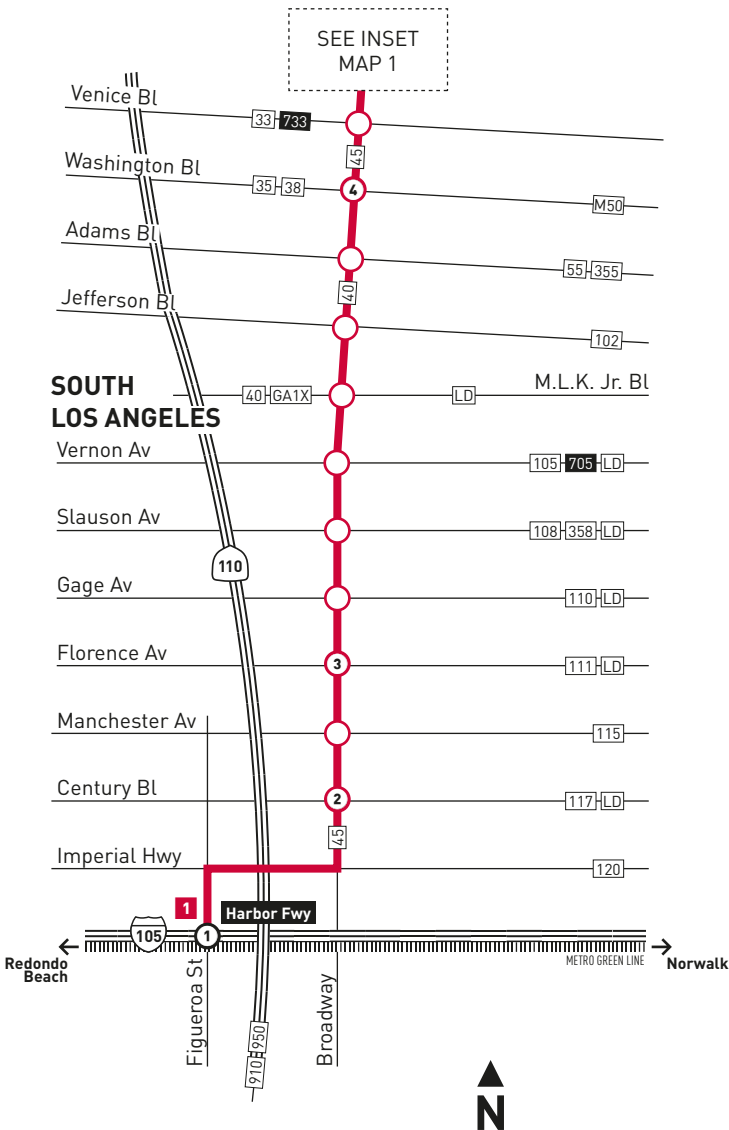 SEE INSET
MAP 1
Venice Bl
33 733
45
Washington Bl
35 38
4
M50
Adams Bl
55 355
40
Jefferson Bl
102
SOUTH
LOS ANGELES
40 GA1X
LD
M.L.K. Jr. Bl
Vernon Av
105 705 LD
Slauson Av
108 358 LD
110
Gage Av
110 LD
Florence Av
3
111 LD
Manchester Av
115
Century Bl
2
117 LD
45
Imperial Hwy
120
1
Harbor Fwy
105
1
Redondo
Beach
METRO GREEN LINE
Norwalk
Figueroa St
Broadway
910 950
N